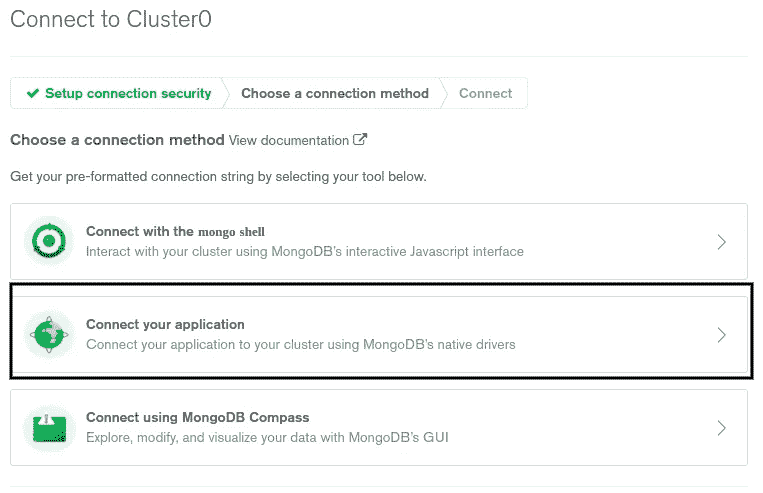 Connect to Cluster0
Setup connection security
Choose a connection method
Connect
Choose a connection method View documentation
Get your pre-formatted connection string by selecting your tool below.
Connect with the mongo shell
Interact with your cluster using MongoDB's interactive Javascript interface
Connect your application
Connect your application to your cluster using MongoDB's native drivers
Connect using MongoDB Compass
Explore, modify, and visualize your data with MongoDB's GUI